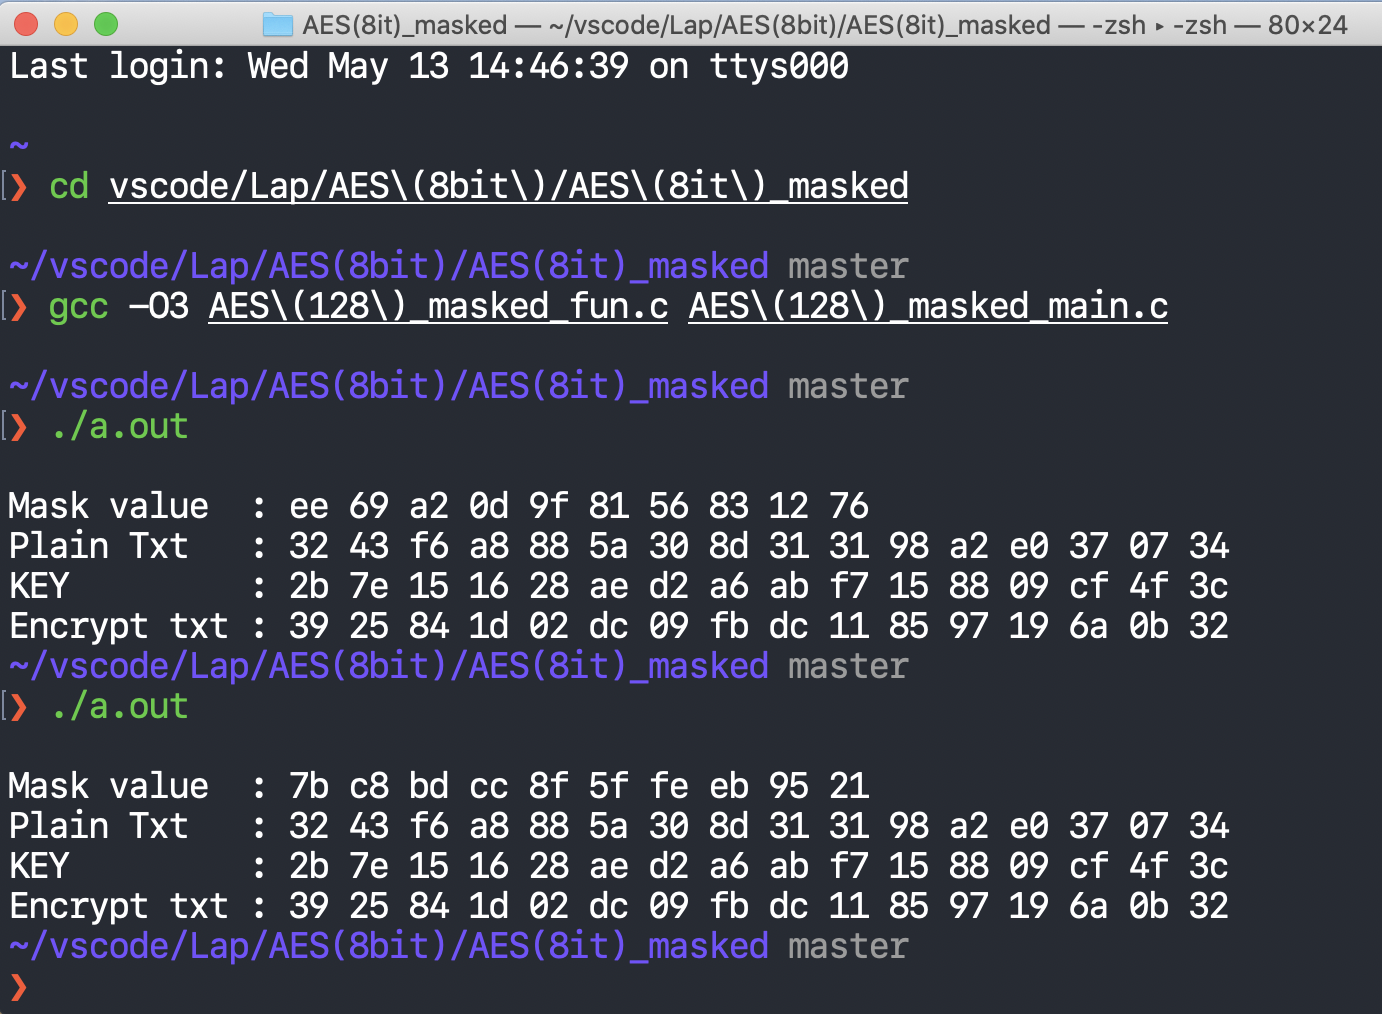 AES(8it)_masked — ~/vscode/Lap/AES(8bit)/AES(8it)_masked — -zsh ▸ -zsh — 80×24
Last login: Wed May 13 14:46:39 on ttys000
~
❯ cd vscode/Lap/AES\(8bit\)/AES\(8it\)_masked
~/vscode/Lap/AES(8bit)/AES(8it)_masked master
❯ gcc -O3 AES\(128\)_masked_fun.c AES\(128\)_masked_main.c
~/vscode/Lap/AES(8bit)/AES(8it)_masked master
❯ ./a.out
Mask value  : ee 69 a2 0d 9f 81 56 83 12 76
Plain Txt   : 32 43 f6 a8 88 5a 30 8d 31 31 98 a2 e0 37 07 34
KEY         : 2b 7e 15 16 28 ae d2 a6 ab f7 15 88 09 cf 4f 3c
Encrypt txt : 39 25 84 1d 02 dc 09 fb dc 11 85 97 19 6a 0b 32
~/vscode/Lap/AES(8bit)/AES(8it)_masked master
❯ ./a.out
Mask value  : 7b c8 bd cc 8f 5f fe eb 95 21
Plain Txt   : 32 43 f6 a8 88 5a 30 8d 31 31 98 a2 e0 37 07 34
KEY         : 2b 7e 15 16 28 ae d2 a6 ab f7 15 88 09 cf 4f 3c
Encrypt txt : 39 25 84 1d 02 dc 09 fb dc 11 85 97 19 6a 0b 32
~/vscode/Lap/AES(8bit)/AES(8it)_masked master
❯